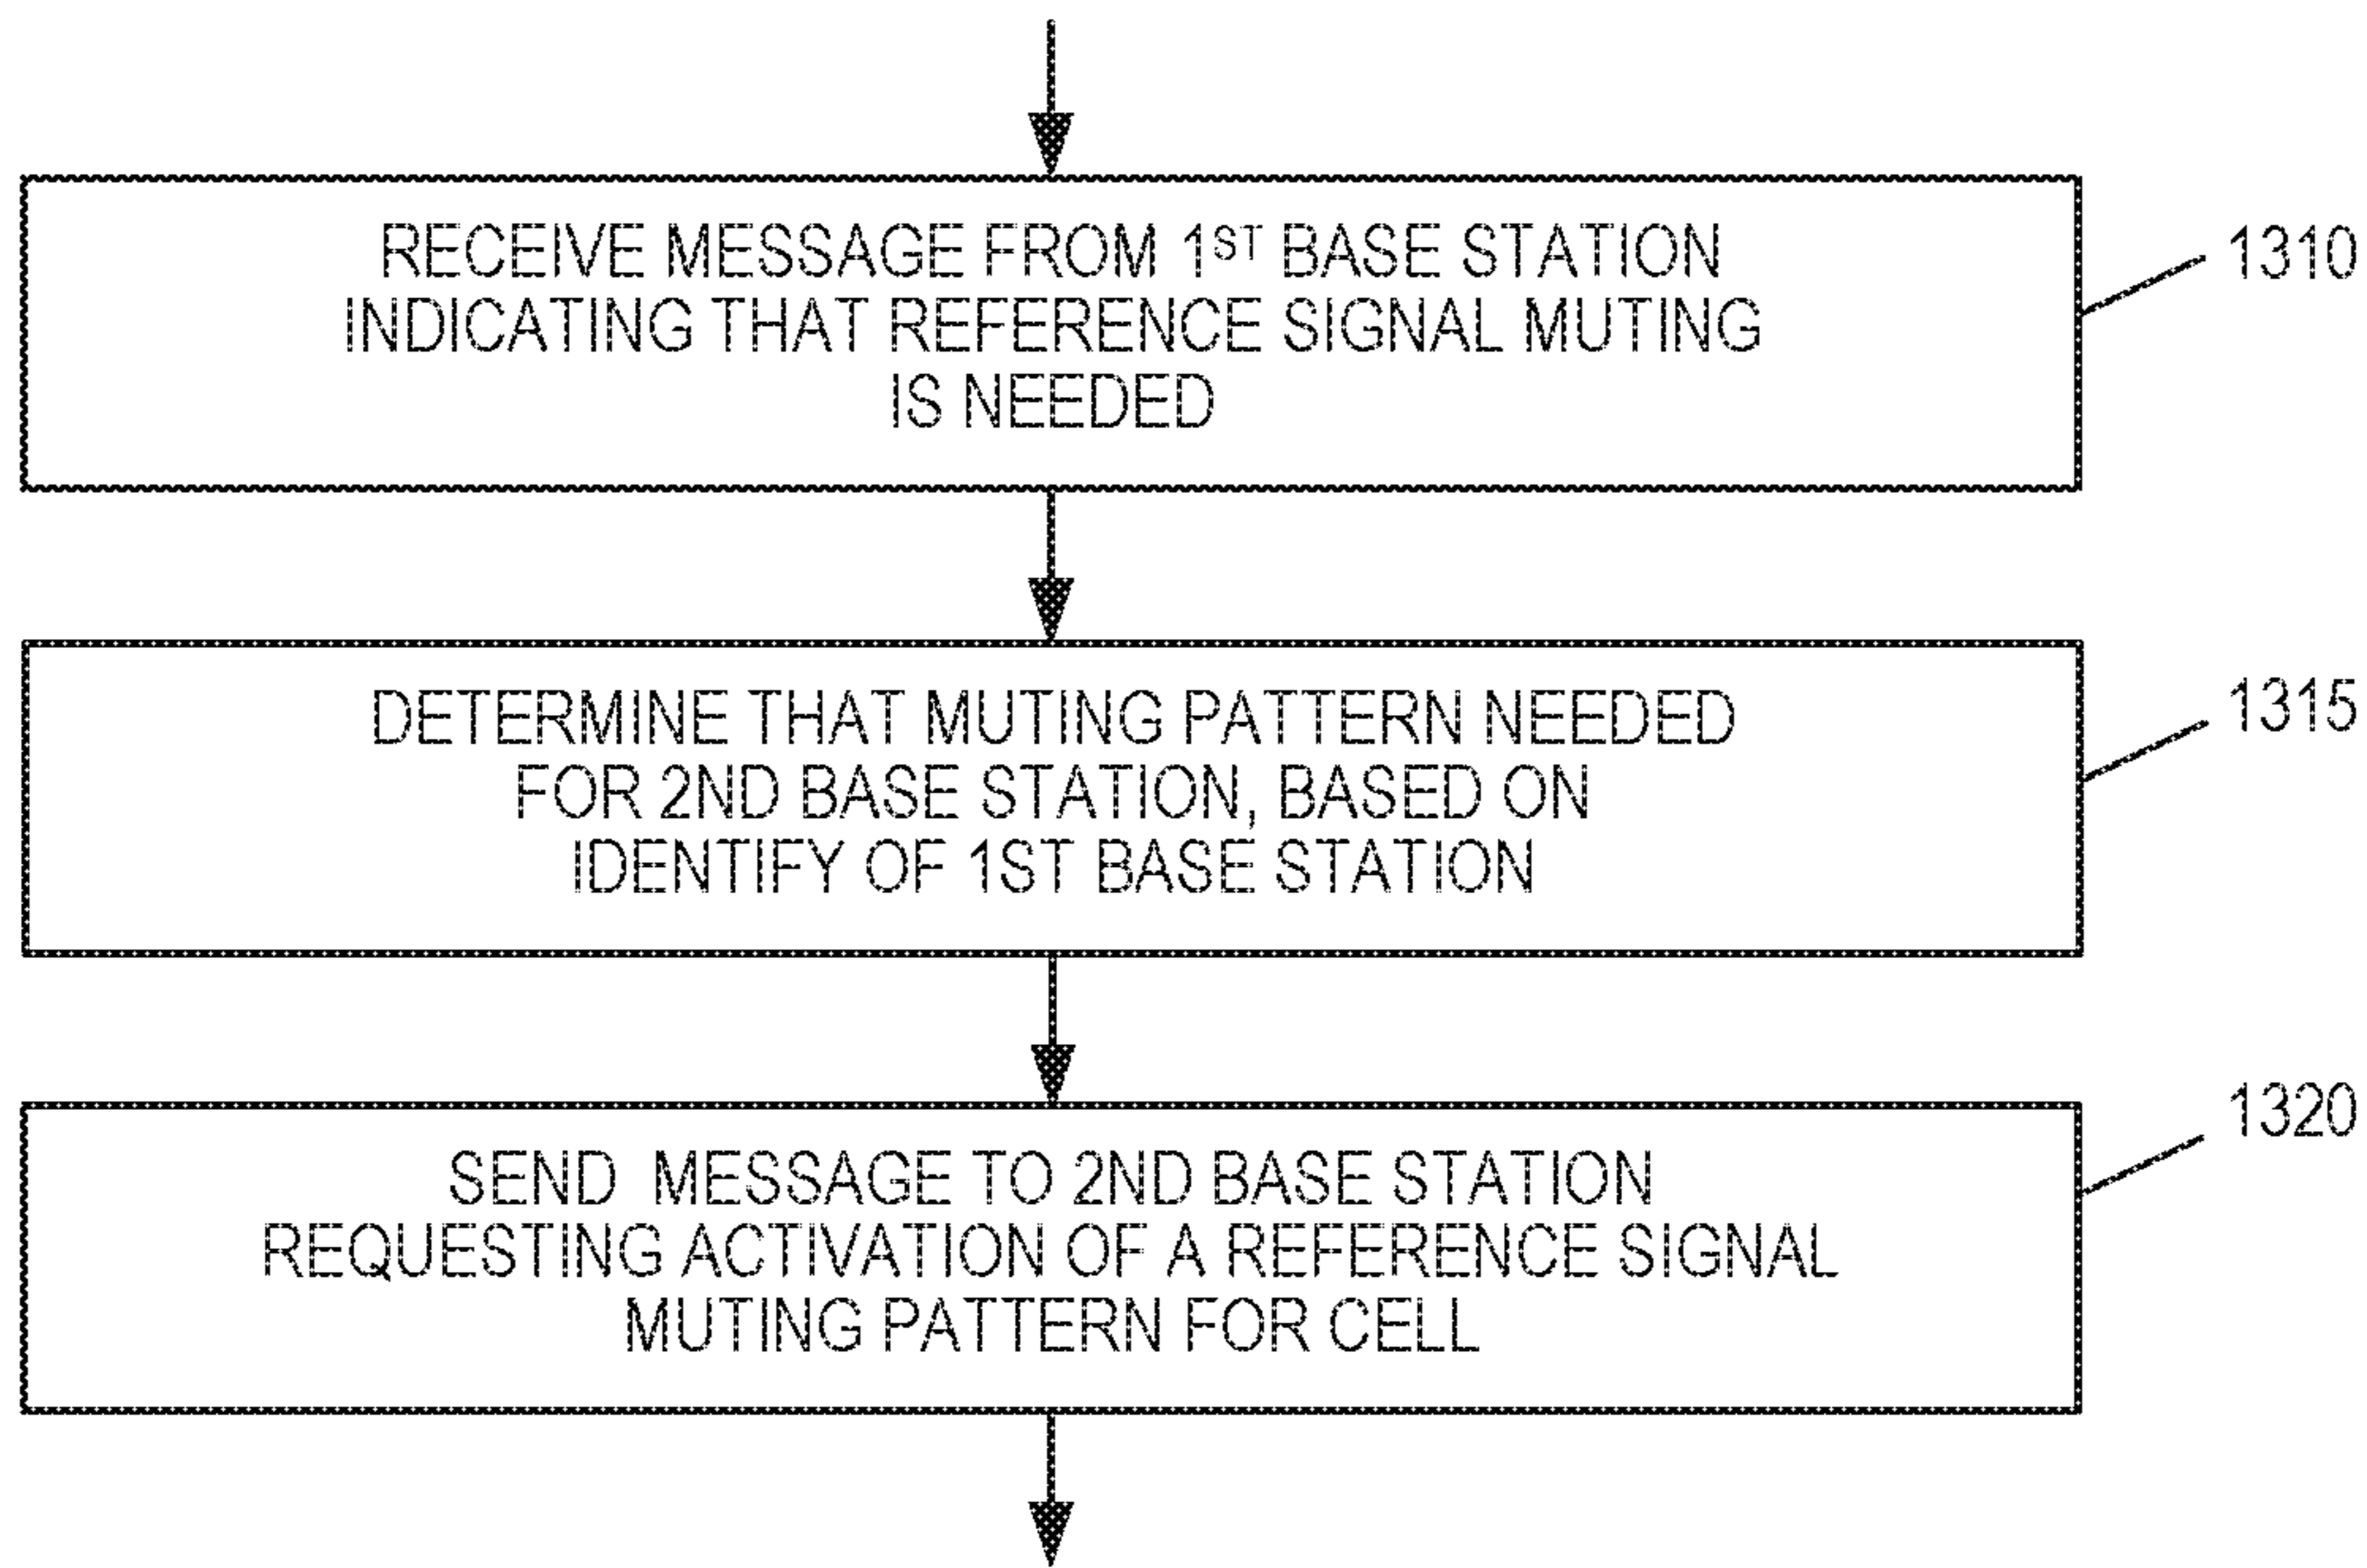 RECEIVE MESSAGE FROM 1ST BASE STATION
INDICATING THAT REFERENCE SIGNAL MUTING
IS NEEDED
1310
DETERMINE THAT MUTING PATTERN NEEDED
FOR 2ND BASE STATION, BASED ON
IDENTIFY OF 1ST BASE STATION
1315
SEND MESSAGE TO 2ND BASE STATION
REQUESTING ACTIVATION OF A REFERENCE SIGNAL
MUTING PATTERN FOR CELL
1320